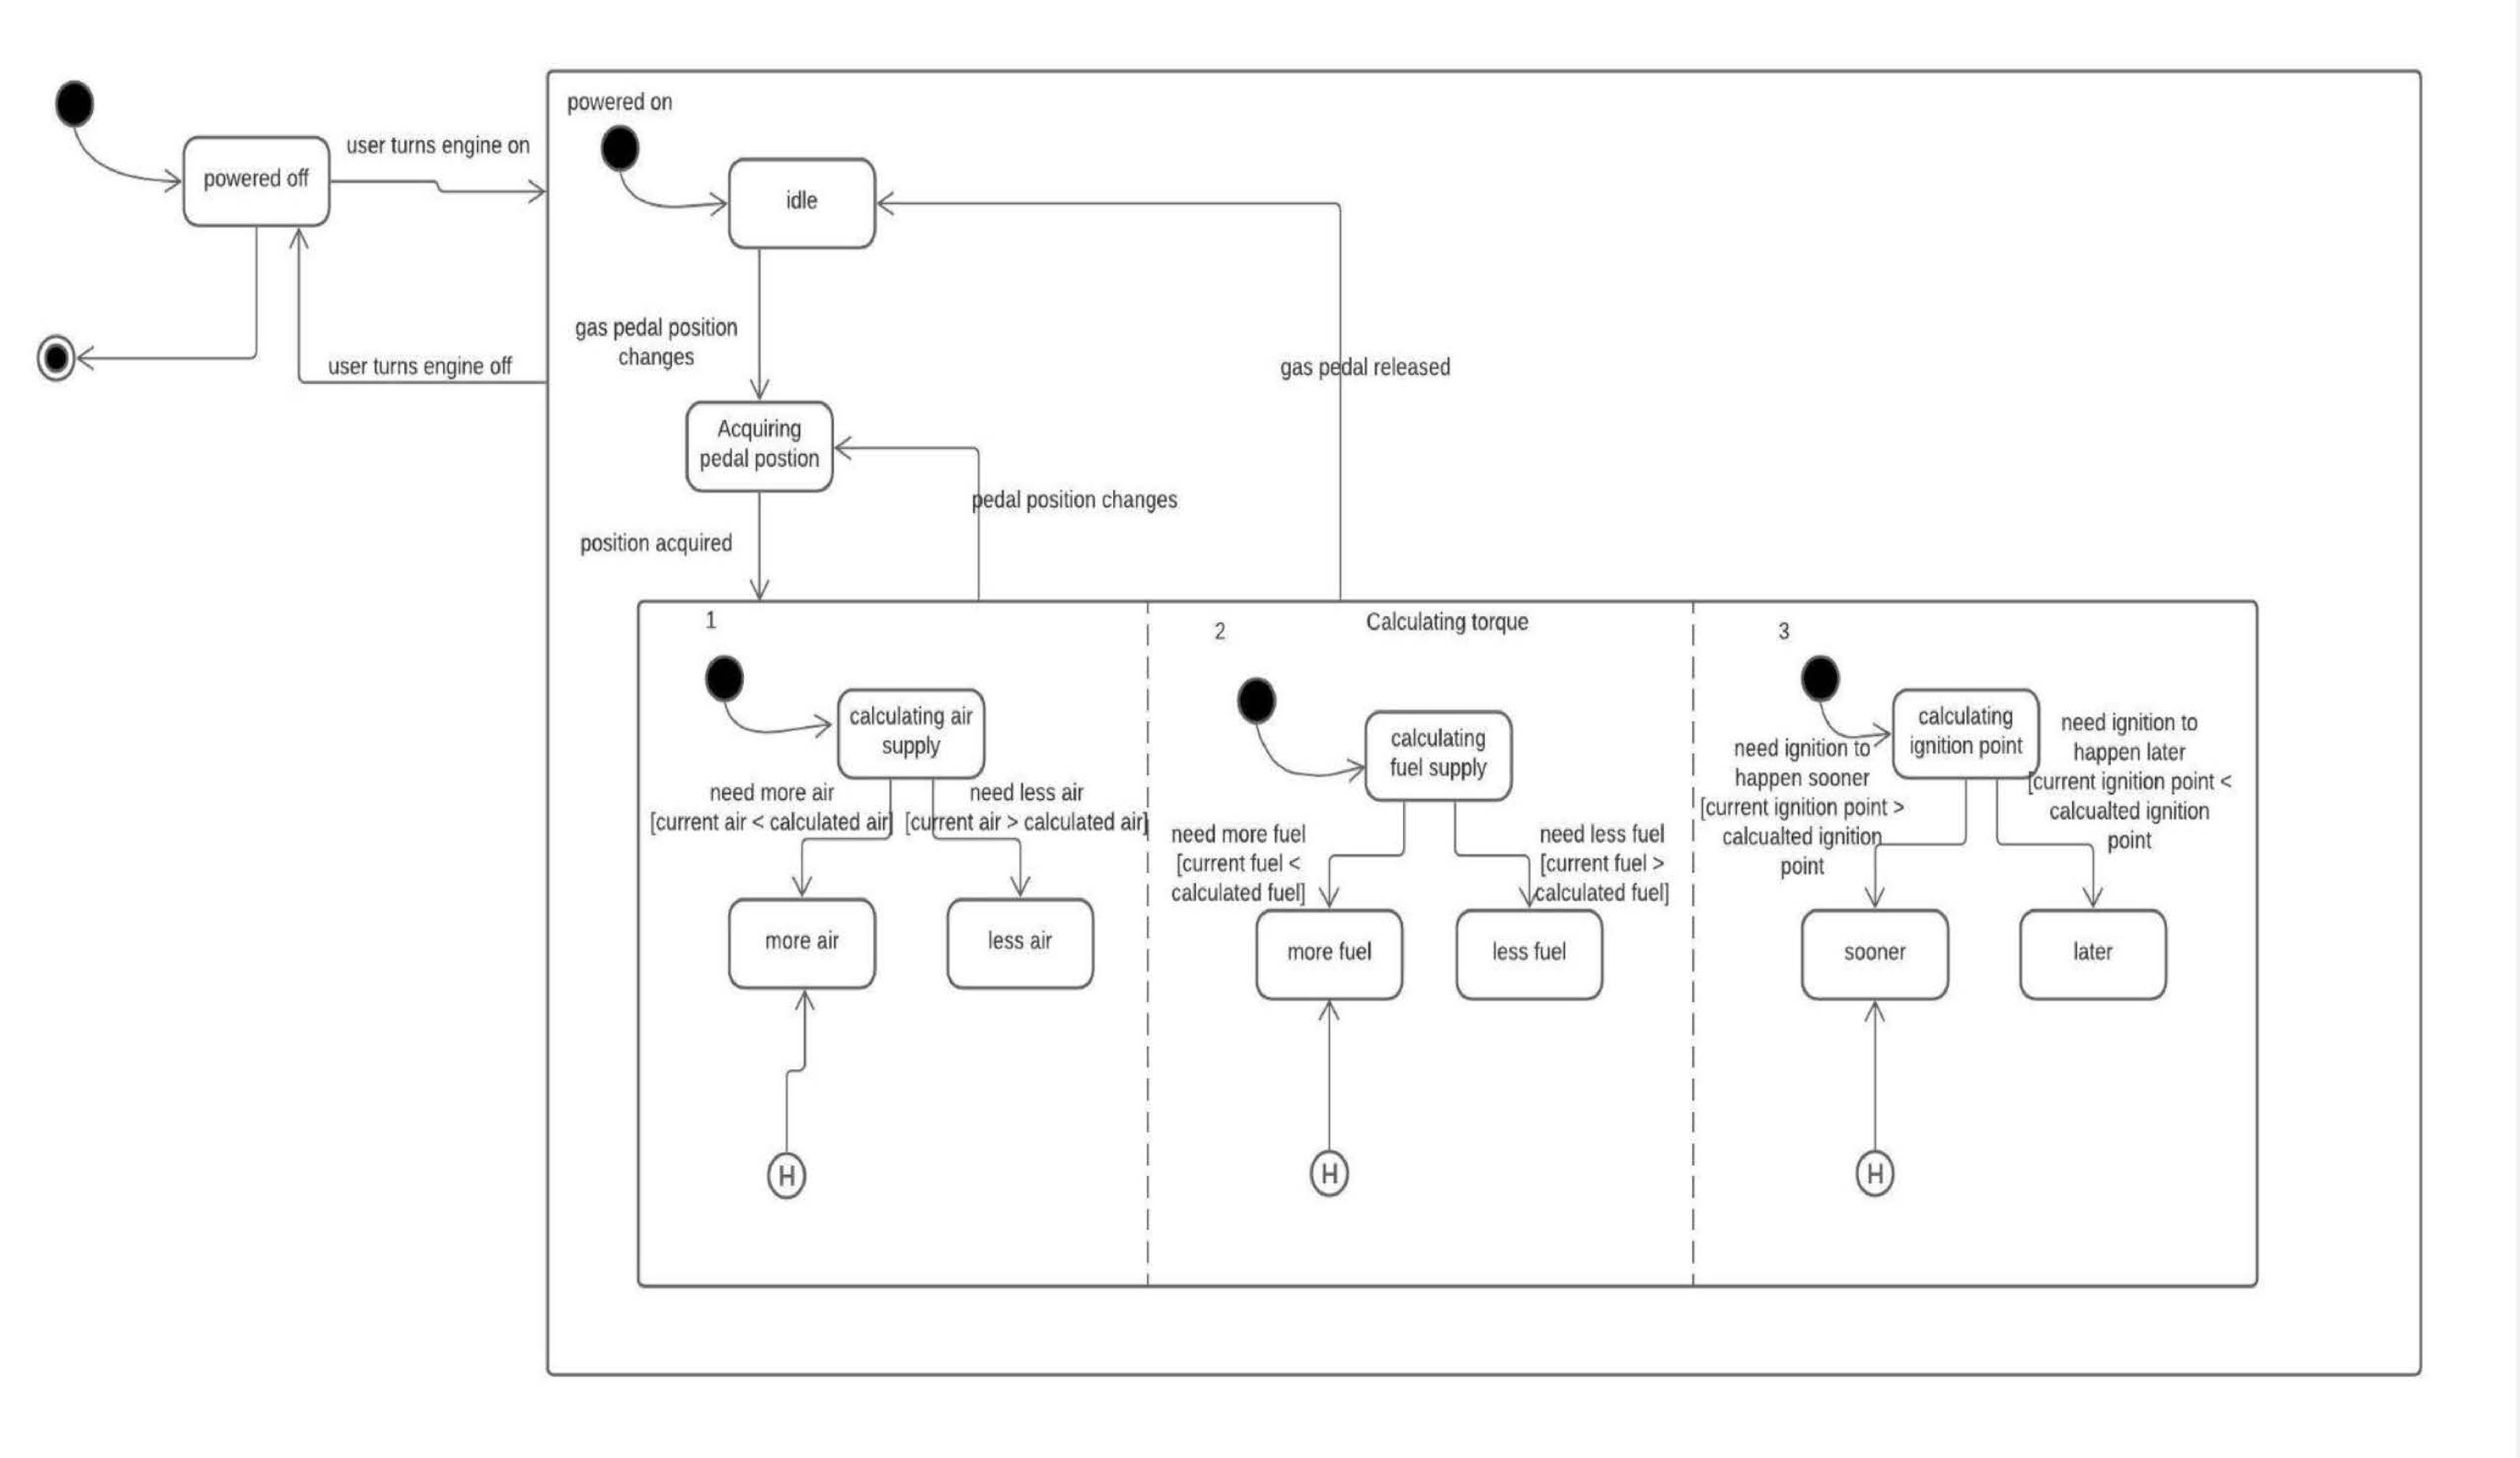 powered on
user turns engine on
powered off
idle
gas pedal position
changes
user turns engine off
gas pedal released
Acquiring
pedal postion
pedal position changes
position acquired
1
Calculating torque
2
3
calculating air
supply
need more air
[current air < calculated air]
need less air
[current air > calculated air]
more air
less air
H
calculating
fuel supply
need more fuel
[current fuel <
calculated fuel]
need less fuel
[current fuel >
calculated fuel]
more fuel
less fuel
H
calculating
ignition point
need ignition to
happen sooner
[current ignition point >
calcualted ignition
point
need ignition to
happen later
[current ignition point <
calcualted ignition
point
sooner
later
H